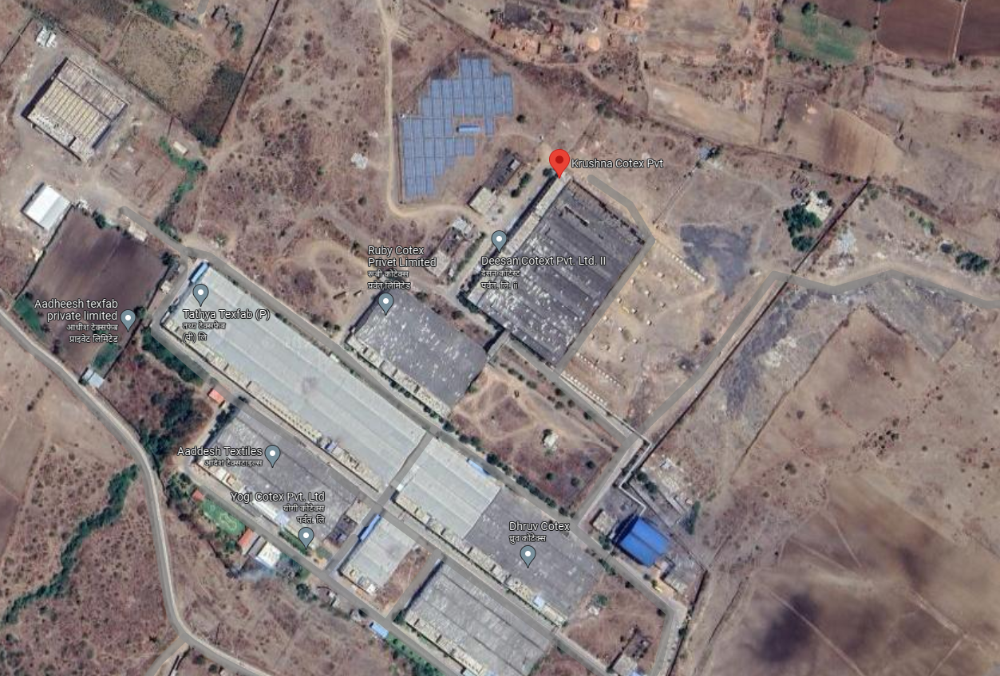 Krushna Cotex Pvt
Ruby Cotex
Privet Limited
रूबी कोटेक्स
प्रवेत लिमिटेड
Deesan Cotext Pvt. Ltd. II
देसन कोटेस्ट
पर्वत. लि. ii
Aadheesh texfab
private limited
आधीश टेक्सफेब
प्राइवेट लिमिटेड
Tathya Texfab (P)
तथ्य टेक्सफेब
(पी) लि
Aaddesh Textiles
आदेश टेक्सटाइल्स
Yogi Cotex Pvt. Ltd
योगी कोटेक्स
पर्वत. लि
Dhruv Cotex
ध्रुव कोटेक्स